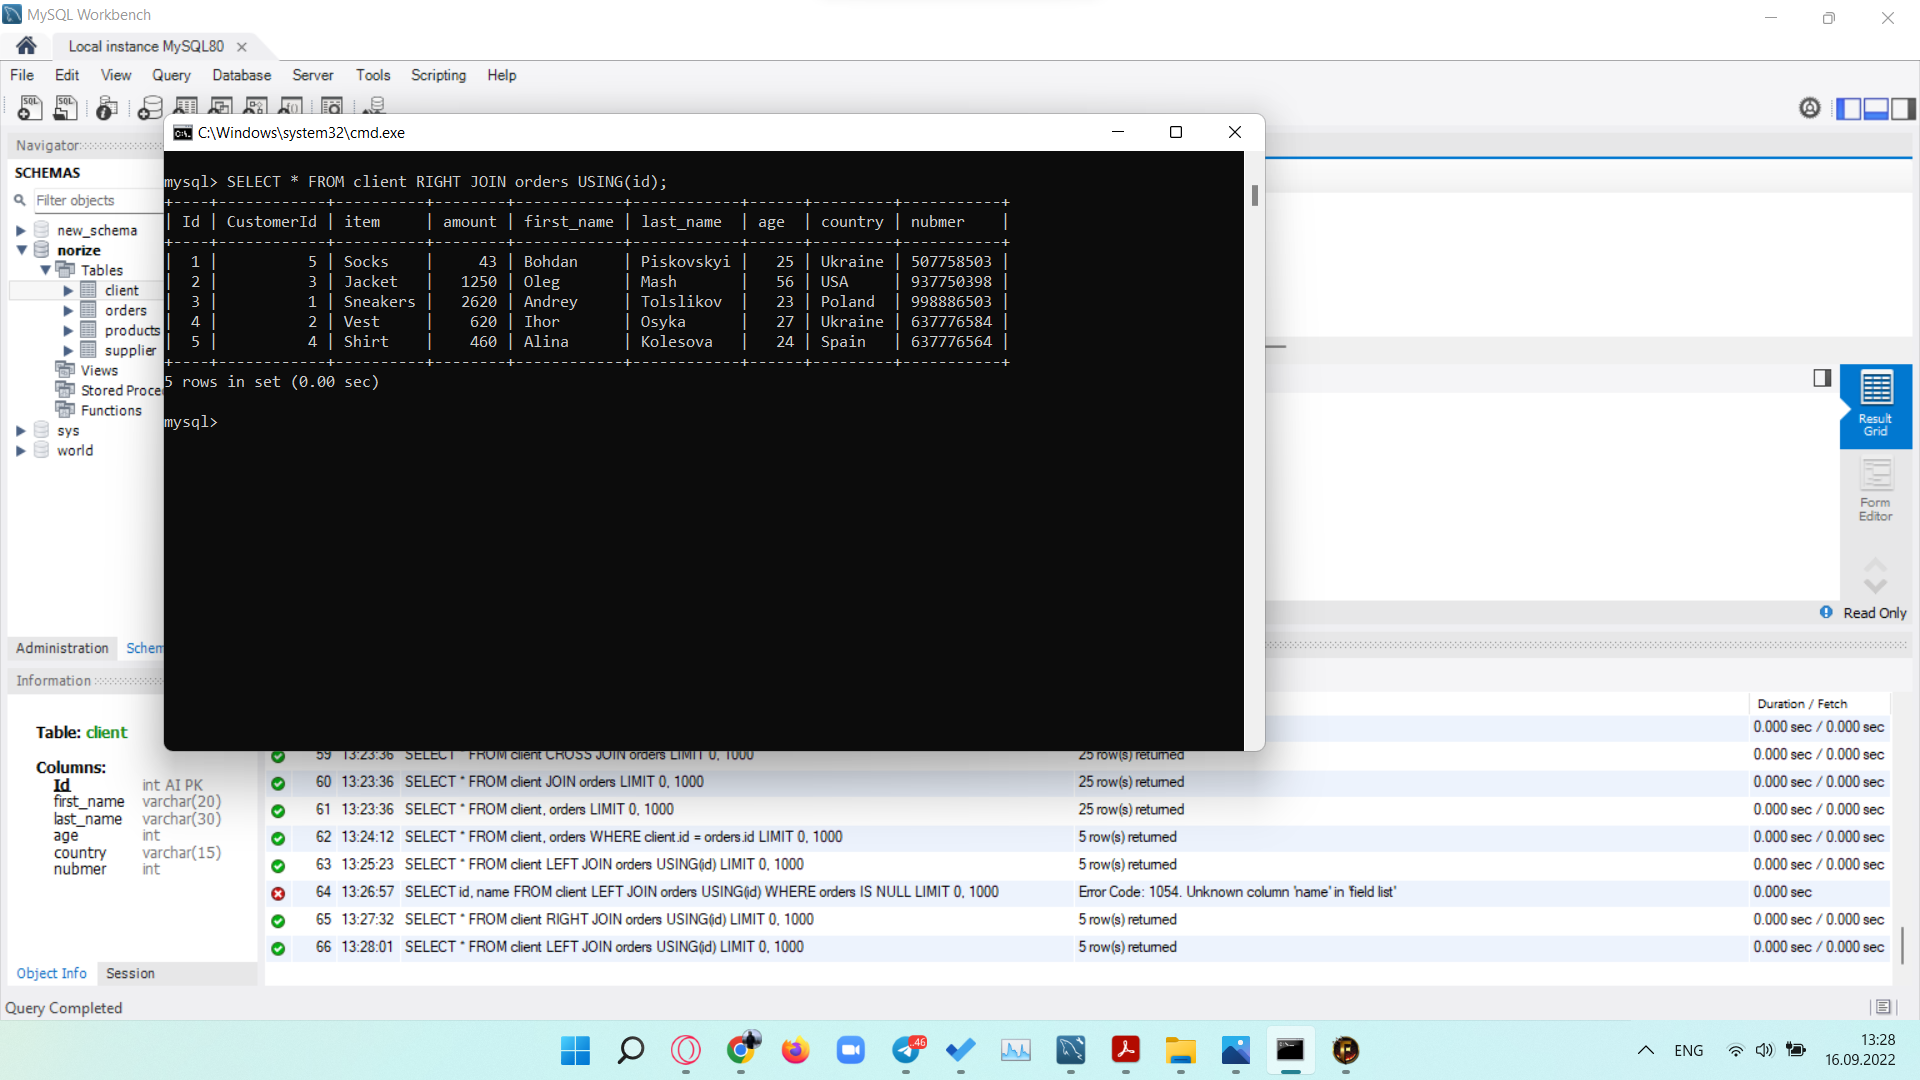 MySQL Workbench
Local instance MySQL80
File Edit View Query Database Server Tools Scripting Help
Navigator
SCHEMAS
Filter objects
new_schema
norize
Tables
client
orders
products
supplier
Views
Stored Proce
Functions
sys
world
Administration Schem
Information
Table: client
Columns:
Id int AI PK
first_name varchar(20)
last_name varchar(30)
age int
country varchar(15)
nubmer int
Object Info Session
Query Completed
C:\Windows\system32\cmd.exe
mysql> SELECT * FROM client RIGHT JOIN orders USING(id);
+----+------------+----------+--------+------------+-----------+------+---------+-----------+
| Id | CustomerId | item     | amount | first_name | last_name | age  | country | nubmer    |
+----+------------+----------+--------+------------+-----------+------+---------+-----------+
|  1 |          5 | Socks    |     43 | Bohdan     | Piskovskyi |   25 | Ukraine | 507758503 |
|  2 |          3 | Jacket   |   1250 | Oleg       | Mash       |   56 | USA     | 937750398 |
|  3 |          1 | Sneakers |   2620 | Andrey     | Tolslikov  |   23 | Poland  | 998886503 |
|  4 |          2 | Vest     |    620 | Ihor       | Osyka      |   27 | Ukraine | 637776584 |
|  5 |          4 | Shirt    |    460 | Alina      | Kolesova   |   24 | Spain   | 637776564 |
+----+------------+----------+--------+------------+-----------+------+---------+-----------+
5 rows in set (0.00 sec)
mysql>
Result
Grid
Form
Editor
Read Only
Duration / Fetch
0.000 sec / 0.000 sec
59 13:23:36 SELECT * FROM client CROSS JOIN orders LIMIT 0, 1000 25 row(s) returned 0.000 sec / 0.000 sec
60 13:23:36 SELECT * FROM client JOIN orders LIMIT 0, 1000 25 row(s) returned 0.000 sec / 0.000 sec
61 13:23:36 SELECT * FROM client, orders LIMIT 0, 1000 25 row(s) returned 0.000 sec / 0.000 sec
62 13:24:12 SELECT * FROM client, orders WHERE client.id = orders.id LIMIT 0, 1000 5 row(s) returned 0.000 sec / 0.000 sec
63 13:25:23 SELECT * FROM client LEFT JOIN orders USING(id) LIMIT 0, 1000 5 row(s) returned 0.000 sec / 0.000 sec
64 13:26:57 SELECT id, name FROM client LEFT JOIN orders USING(id) WHERE orders IS NULL LIMIT 0, 1000 Error Code: 1054. Unknown column 'name' in 'field list' 0.000 sec
65 13:27:32 SELECT * FROM client RIGHT JOIN orders USING(id) LIMIT 0, 1000 5 row(s) returned 0.000 sec / 0.000 sec
66 13:28:01 SELECT * FROM client LEFT JOIN orders USING(id) LIMIT 0, 1000 5 row(s) returned 0.000 sec / 0.000 sec
..46
ENG
13:28
16.09.2022